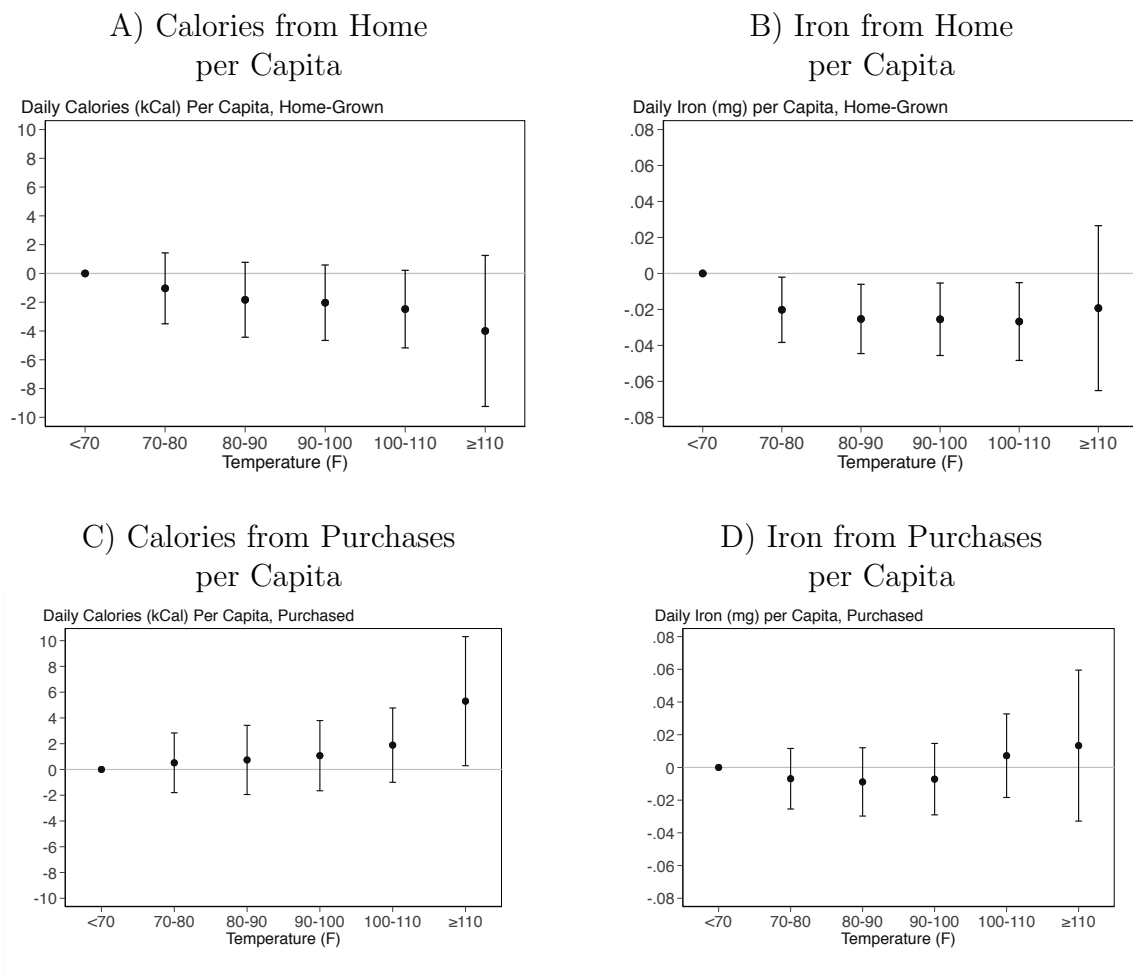 A) Calories from Home
per Capita
Daily Calories (kCal) Per Capita, Home-Grown
10
8
6
4
2
0
-2
-4
-6
-8
-10
<70 70-80 80-90 90-100 100-110 ≥110
Temperature (F)
B) Iron from Home
per Capita
Daily Iron (mg) per Capita, Home-Grown
.08
.06
.04
.02
0
-.02
-.04
-.06
-.08
<70 70-80 80-90 90-100 100-110 ≥110
Temperature (F)
C) Calories from Purchases
per Capita
Daily Calories (kCal) Per Capita, Purchased
10
8
6
4
2
0
-2
-4
-6
-8
-10
<70 70-80 80-90 90-100 100-110 ≥110
Temperature (F)
D) Iron from Purchases
per Capita
Daily Iron (mg) per Capita, Purchased
.08
.06
.04
.02
0
-.02
-.04
-.06
-.08
<70 70-80 80-90 90-100 100-110 ≥110
Temperature (F)